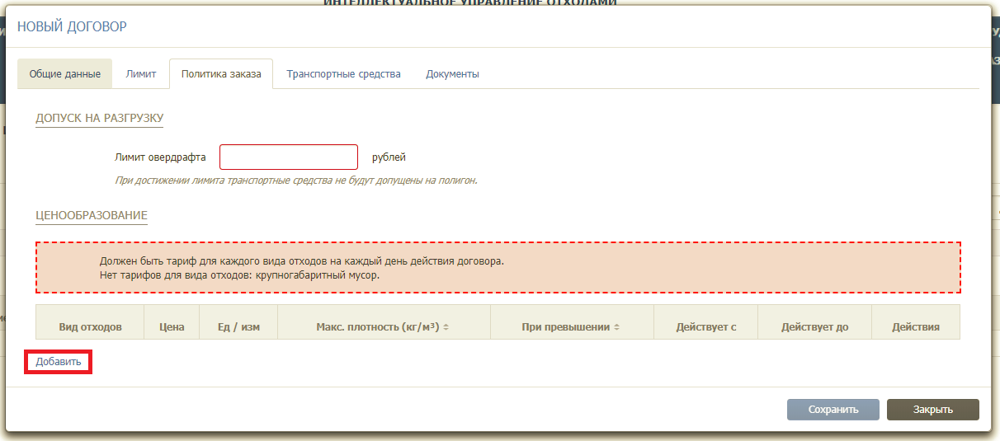 ИНТЕЛЛЕКТУАЛЬНОЕ УПРАВЛЕНИЕ ОТХОДАМИ
НОВЫЙ ДОГОВОР
Общие данные Лимит Политика заказа Транспортные средства Документы
ДОПУСК НА РАЗГРУЗКУ
Лимит овердрафта рублей
При достижении лимита транспортные средства не будут допущены на полигон.
ЦЕНООБРАЗОВАНИЕ
Должен быть тариф для каждого вида отходов на каждый день действия договора.
Нет тарифов для вида отходов: крупногабаритный мусор.
Вид отходов Цена Ед / изм Макс. плотность (кг/м³) При превышении Действует с Действует до Действия
Добавить
Сохранить Закрыть